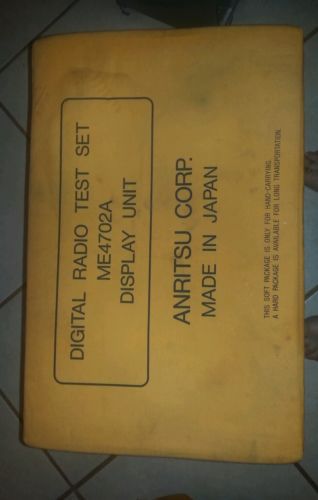 DIGITAL RADIO TEST SET
ME4702A
DISPLAY UNIT
ANRITSU CORP.
MADE IN JAPAN
THIS SOFT PACKAGE IS ONLY FOR HAND-CARRYING.
A HARD PACKAGE IS AVAILABLE FOR LONG TRANSPORTATION.